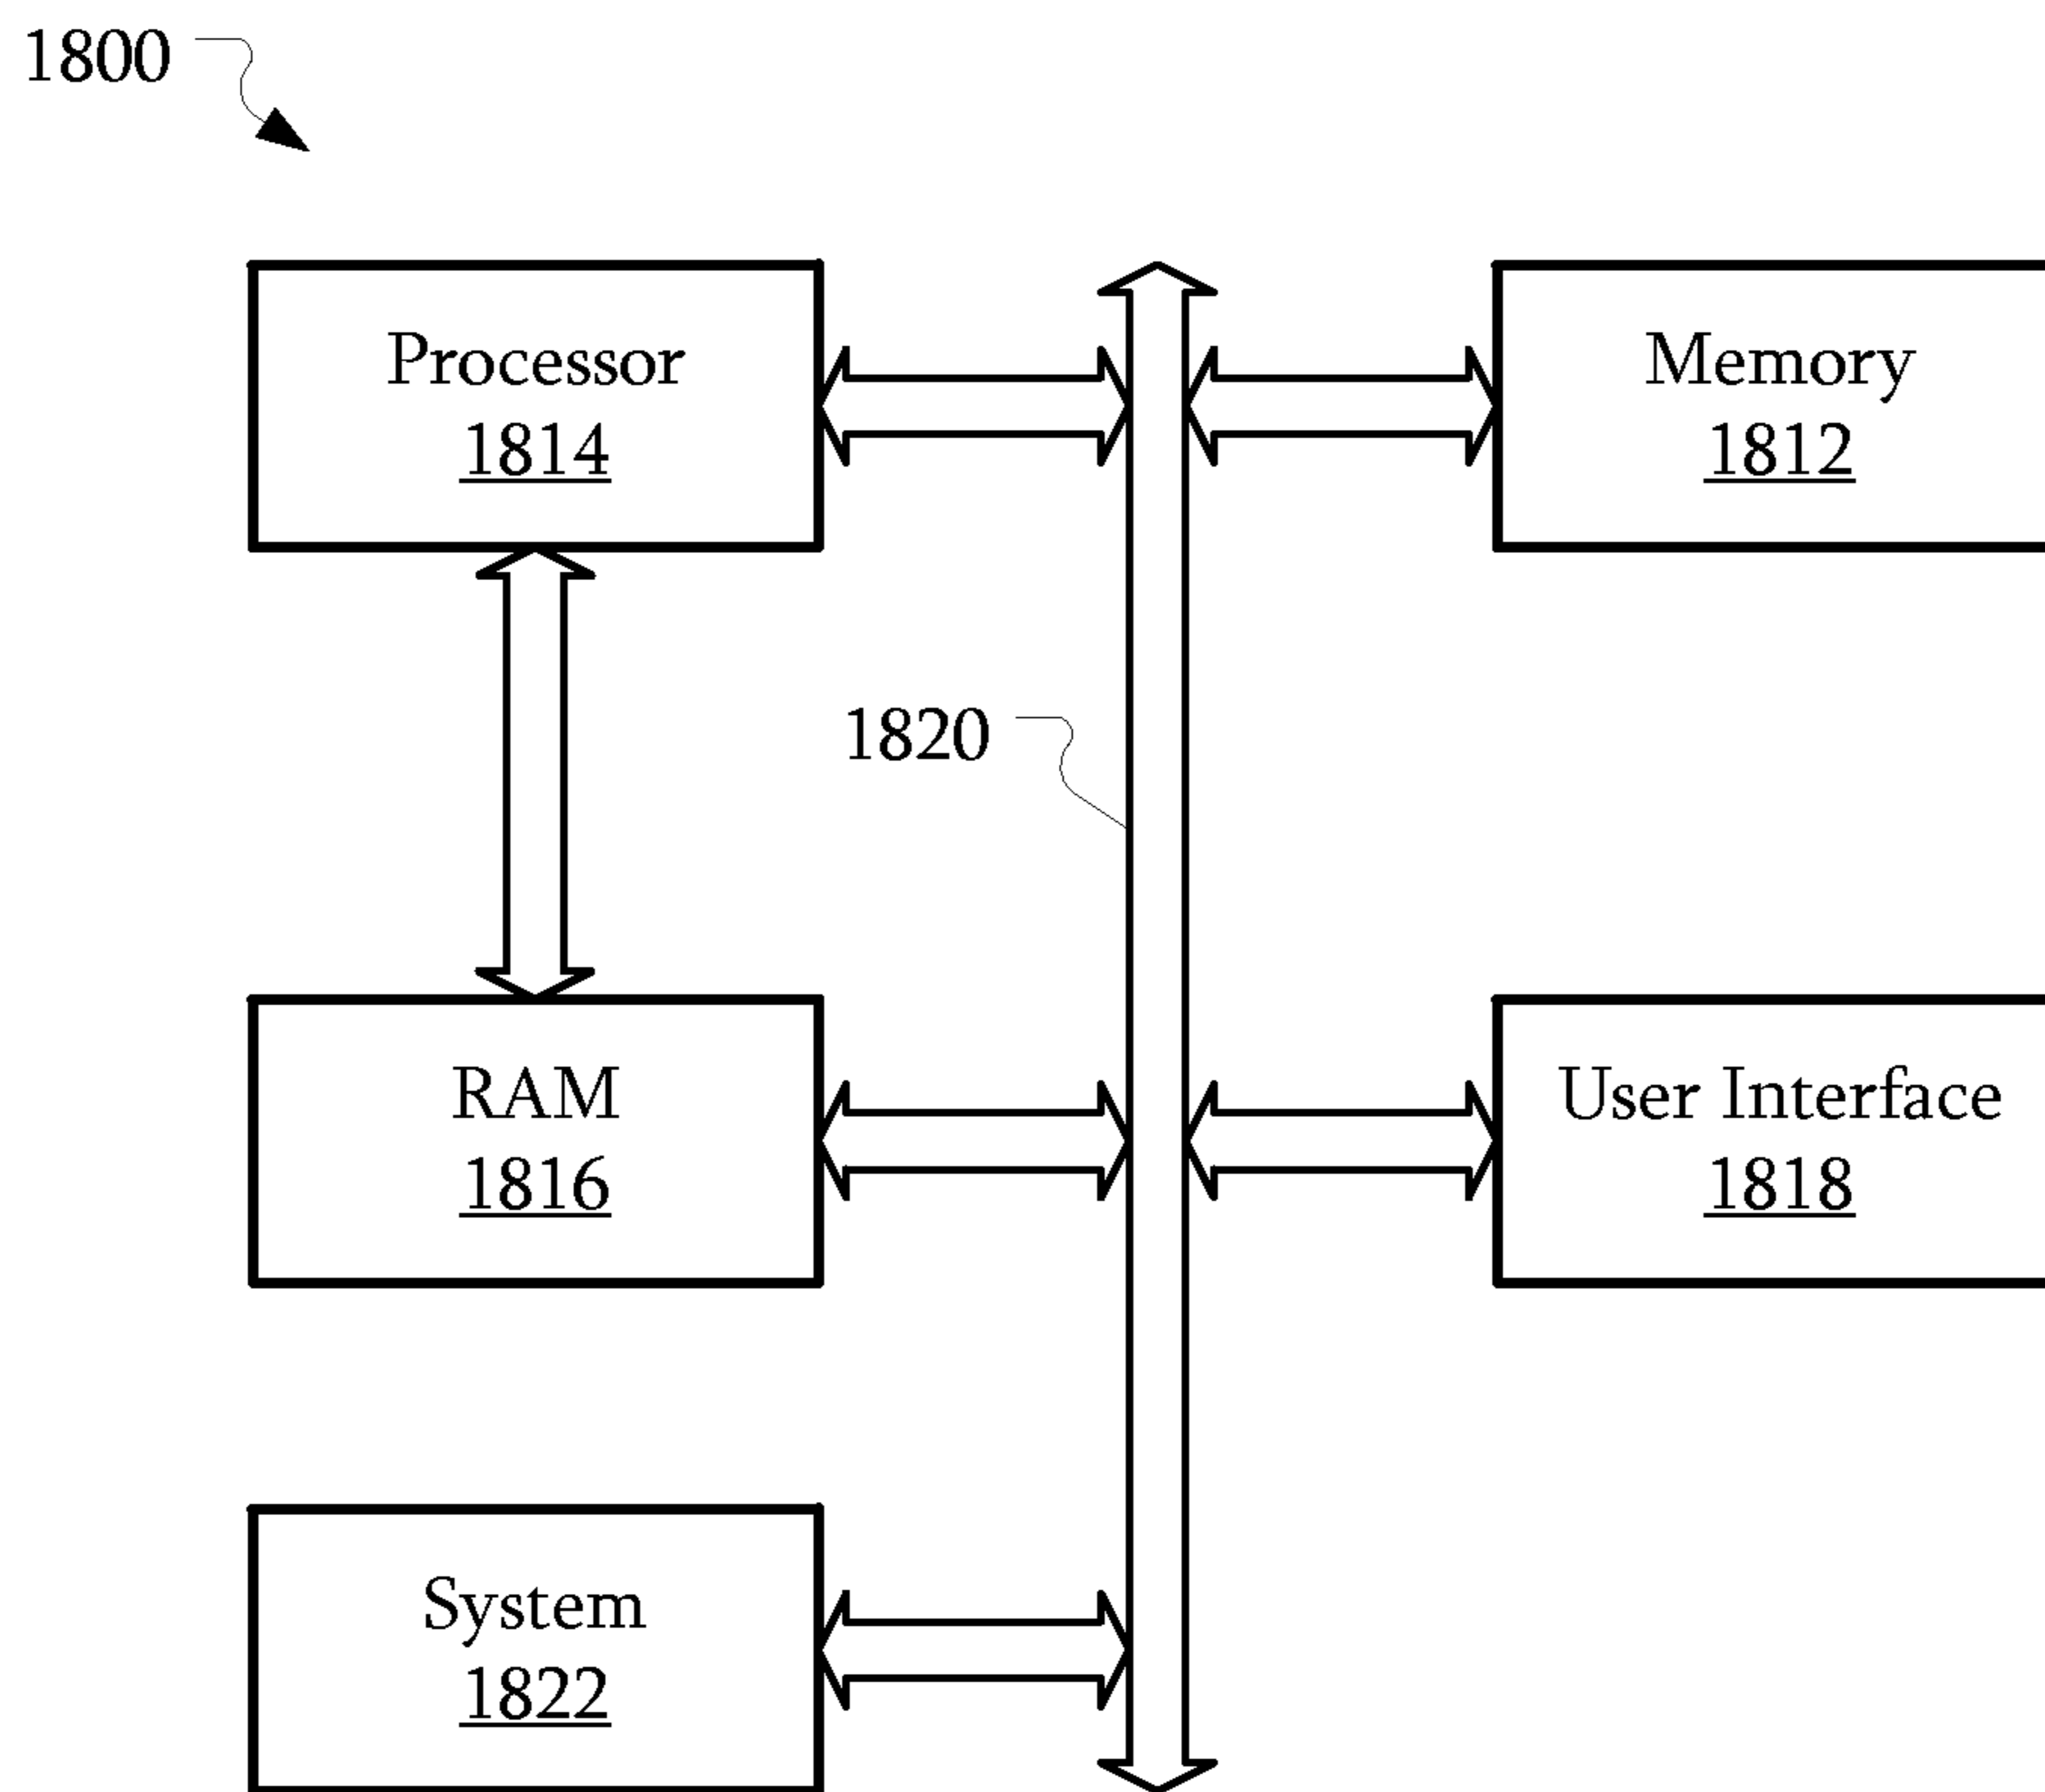 1800
Processor
1814
Memory
1812
1820
RAM
1816
User Interface
1818
System
1822